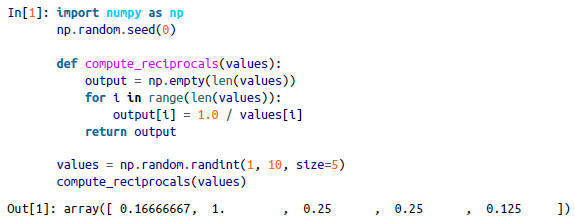 In[1]: import numpy as np
       np.random.seed(0)

       def compute_reciprocals(values):
           output = np.empty(len(values))
           for i in range(len(values)):
               output[i] = 1.0 / values[i]
           return output

       values = np.random.randint(1, 10, size=5)
       compute_reciprocals(values)
Out[1]: array([ 0.16666667,  1.        ,  0.25      ,  0.25      ,  0.125     ])